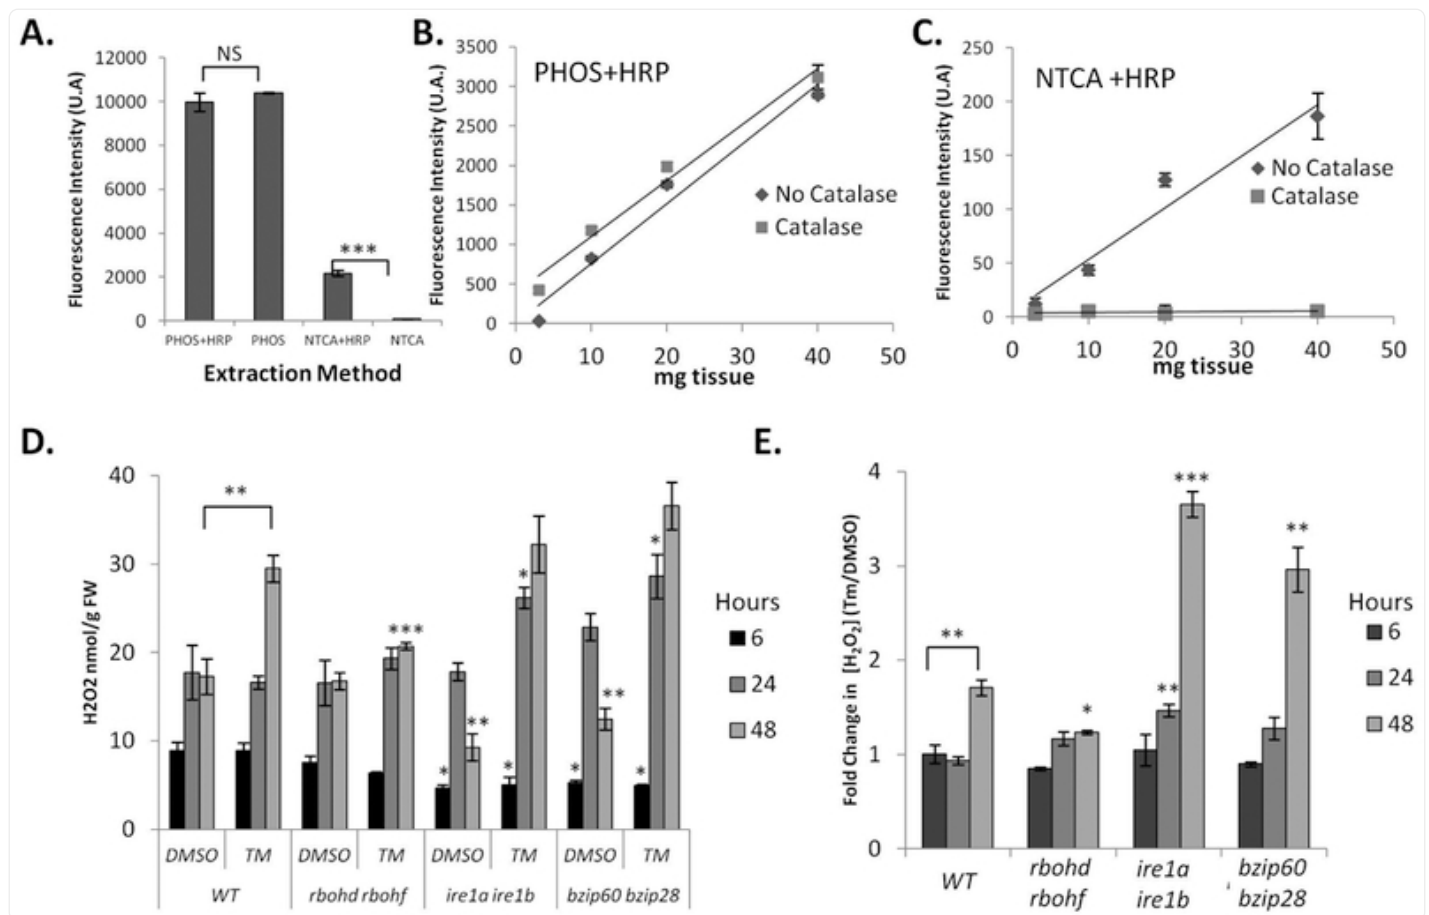 A.
12000
10000
8000
6000
4000
2000
0
Fluorescence Intensity (U.A)
NS
***
PHOS+HRP PHOS NTCA+HRP NTCA
Extraction Method
B.
3500
3000
2500
2000
1500
1000
500
0
Fluorescence Intensity (U.A.)
PHOS+HRP
No Catalase
Catalase
0 10 20 30 40 50
mg tissue
C.
250
200
150
100
50
0
Fluorescence Intensity (U.A)
NTCA +HRP
No Catalase
Catalase
0 10 20 30 40 50
mg tissue
D.
40
30
20
10
0
H2O2 nmol/g FW
**
***
*
**
*
*
*
**
*
*
Hours
6
24
48
DMSO TM DMSO TM DMSO TM DMSO TM
WT rbohd rbohf ire1a ire1b bzip60 bzip28
E.
4
3
2
1
0
Fold Change in [H₂O₂] (Tm/DMSO)
**
*
**
***
**
Hours
6
24
48
WT
rbohd
rbohf
ire1a
ire1b
bzip60
bzip28